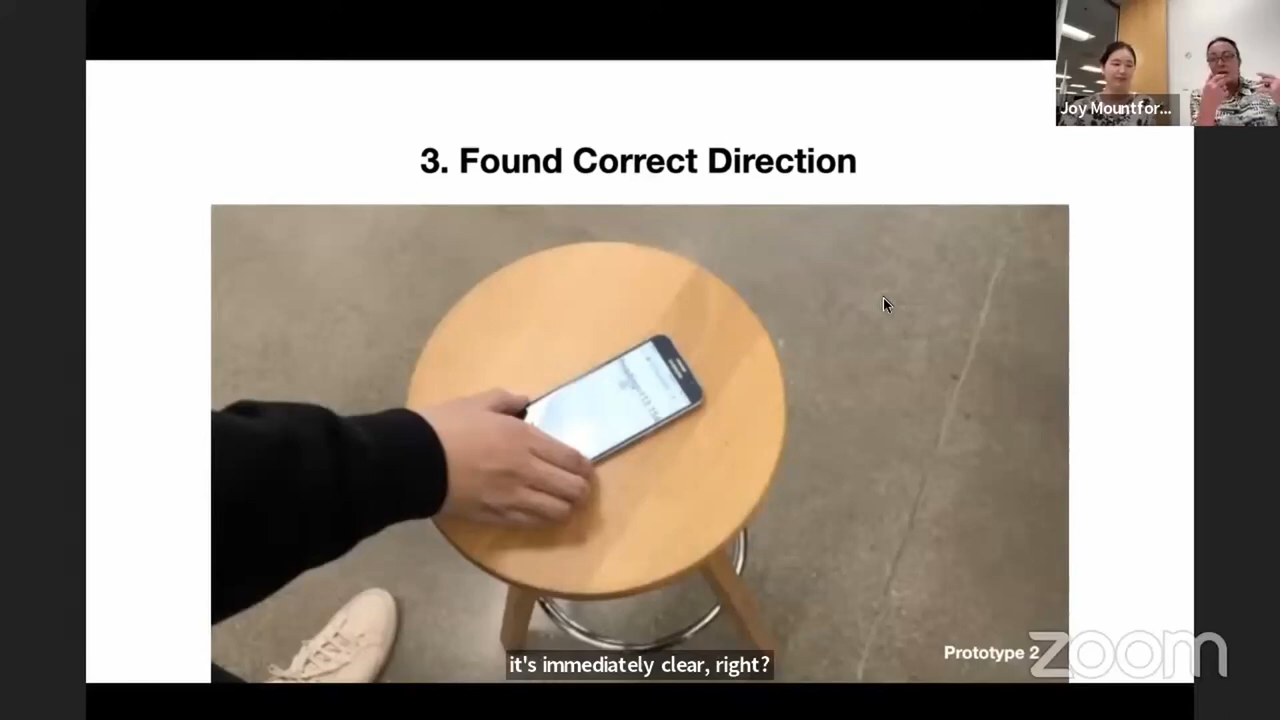 Joy Mountfor...
3. Found Correct Direction
Prototype 2
zoom
it's immediately clear, right?